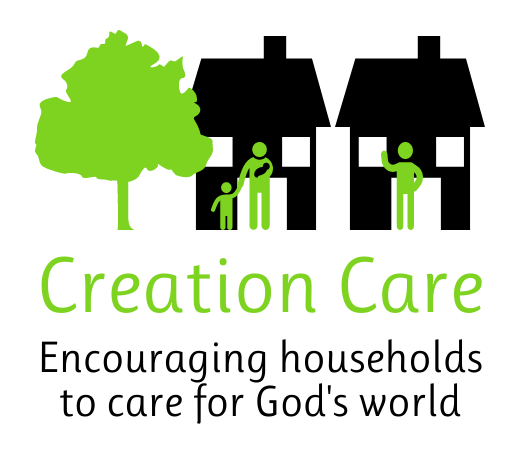 Creation Care
Encouraging households
to care for God's world